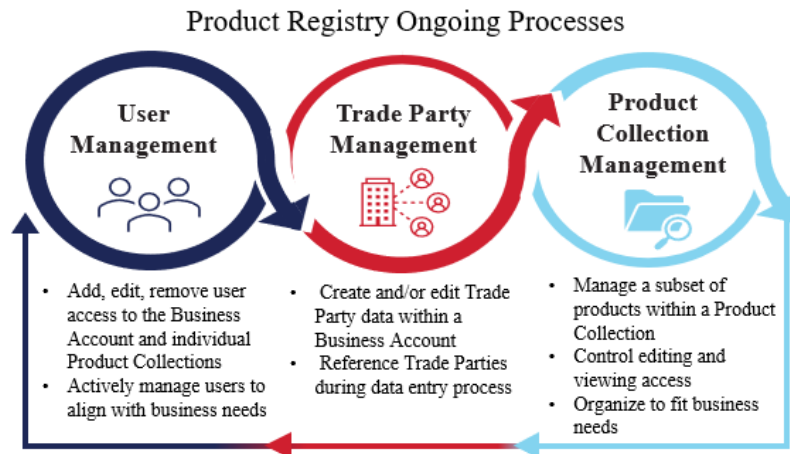 Product Registry Ongoing Processes
User
Management
Trade Party
Management
Product
Collection
Management
• Add, edit, remove user
access to the Business
Account and individual
Product Collections
• Actively manage users to
align with business needs
• Create and/or edit Trade
Party data within a
Business Account
• Reference Trade Parties
during data entry process
• Manage a subset of
products within a Product
Collection
• Control editing and
viewing access
• Organize to fit business
needs